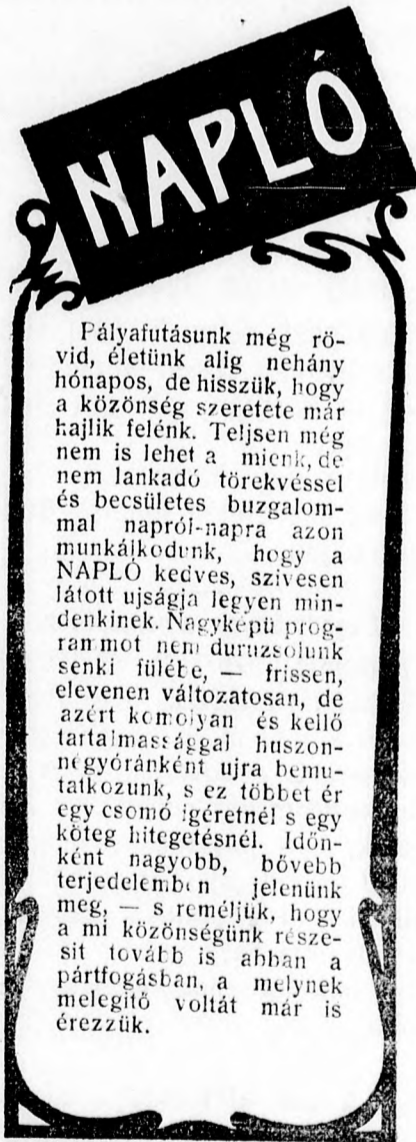 NAPLÓ
Pályafutásunk még rö-
vid, életünk alig nehány
hónapos, de hisszük, hogy
a közönség szeretete már
hajlik felénk. Teljsen még
nem is lehet a mienk, de
nem lankadó törekvéssel
és becsületes buzgalom-
mal napról-napra azon
munkálkodunk, hogy a
NAPLÓ kedves, szivesen
látott ujságja legyen min-
denkinek. Nagyképü prog-
rammot nem duruzsolunk
senki fülébe, — frissen,
elevenen változatosan, de
azért komolyan és kellő
tartalmassággal huszon-
négyóránként ujra bemu-
tatkozunk, s ez többet ér
egy csomó igéretnél s egy
köteg hitegetésnél. Időn-
ként nagyobb, bővebb
terjedelemben jelenünk
meg, — s reméljük, hogy
a mi közönségünk része-
sit tovább is abban a
pártfogásban, a melynek
melegitő voltát már is
érezzük.